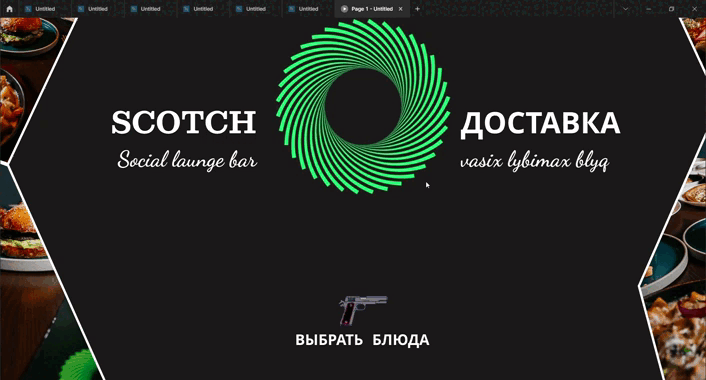 Untitled
Untitled
Untitled
Untitled
Untitled
Untitled
Page 1 - Untitled
SCOTCH
Social launge bar
ДОСТАВКА
vasix lybimax blyq
ВЫБРАТЬ БЛЮДА